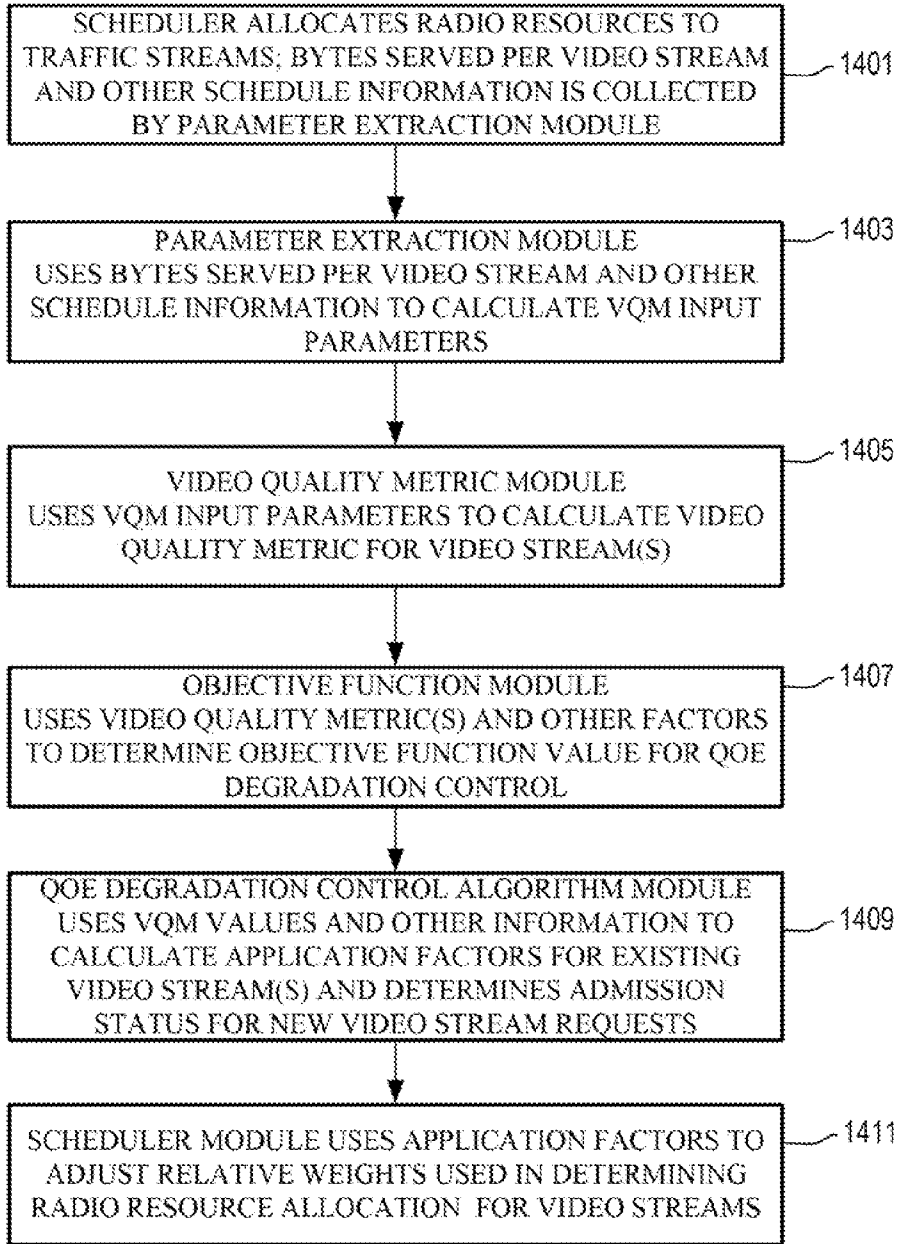 SCHEDULER ALLOCATES RADIO RESOURCES TO
TRAFFIC STREAMS; BYTES SERVED PER VIDEO STREAM
AND OTHER SCHEDULE INFORMATION IS COLLECTED
BY PARAMETER EXTRACTION MODULE
1401
PARAMETER EXTRACTION MODULE
USES BYTES SERVED PER VIDEO STREAM AND OTHER
SCHEDULE INFORMATION TO CALCULATE VQM INPUT
PARAMETERS
1403
VIDEO QUALITY METRIC MODULE
USES VQM INPUT PARAMETERS TO CALCULATE VIDEO
QUALITY METRIC FOR VIDEO STREAM(S)
1405
OBJECTIVE FUNCTION MODULE
USES VIDEO QUALITY METRIC(S) AND OTHER FACTORS
TO DETERMINE OBJECTIVE FUNCTION VALUE FOR QOE
DEGRADATION CONTROL
1407
QOE DEGRADATION CONTROL ALGORITHM MODULE
USES VQM VALUES AND OTHER INFORMATION TO
CALCULATE APPLICATION FACTORS FOR EXISTING
VIDEO STREAM(S) AND DETERMINES ADMISSION
STATUS FOR NEW VIDEO STREAM REQUESTS
1409
SCHEDULER MODULE USES APPLICATION FACTORS TO
ADJUST RELATIVE WEIGHTS USED IN DETERMINING
RADIO RESOURCE ALLOCATION FOR VIDEO STREAMS
1411